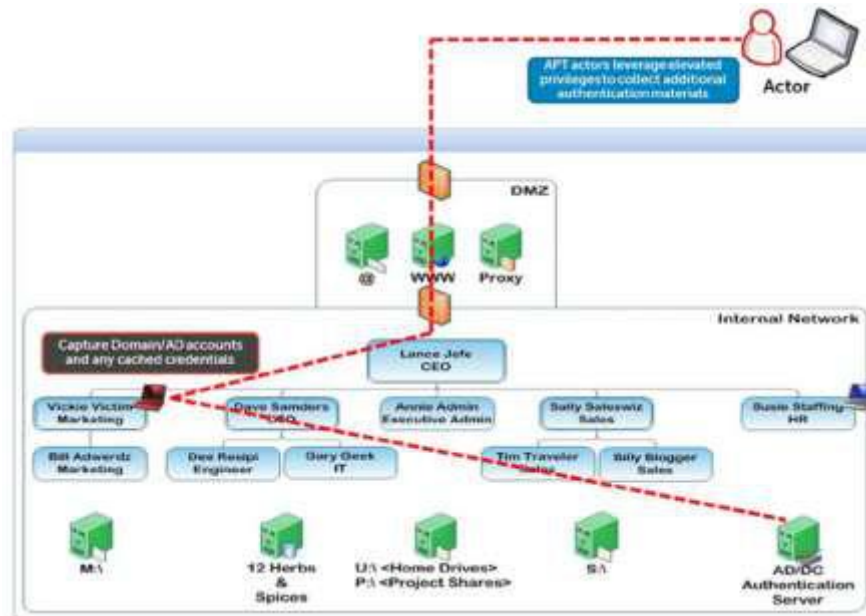 APT actors leverage elevated
privileges to collect additional
authentication materials
Actor
DMZ
@
WWW
Proxy
Internal Network
Capture Domain/AD accounts
and any cached credentials
Lance Jefe
CEO
Vickie Victim
Marketing
Dave Samders
Annie Admin
Executive Admin
Sally Saleswiz
Sales
Susie Staffing
HR
Bill Adwerdz
Marketing
Dee Resipi
Engineer
Gary Geek
IT
Tim Traveler
Sales
Billy Blogger
Sales
M:\
12 Herbs
&
Spices
U:\ <Home Drives>
P:\ <Project Shares>
S:\
AD/DC
Authentication
Server